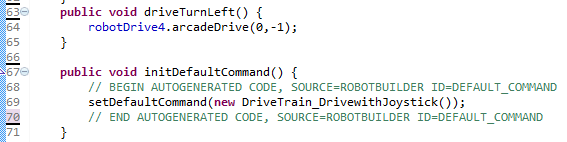 63 public void driveTurnLeft() {
64 robotDrive4.arcadeDrive(0,-1);
65 }
66
67 public void initDefaultCommand() {
68 // BEGIN AUTOGENERATED CODE, SOURCE=ROBOTBUILDER ID=DEFAULT_COMMAND
69 setDefaultCommand(new DriveTrain_DrivewithJoystick());
70 // END AUTOGENERATED CODE, SOURCE=ROBOTBUILDER ID=DEFAULT_COMMAND
71 }